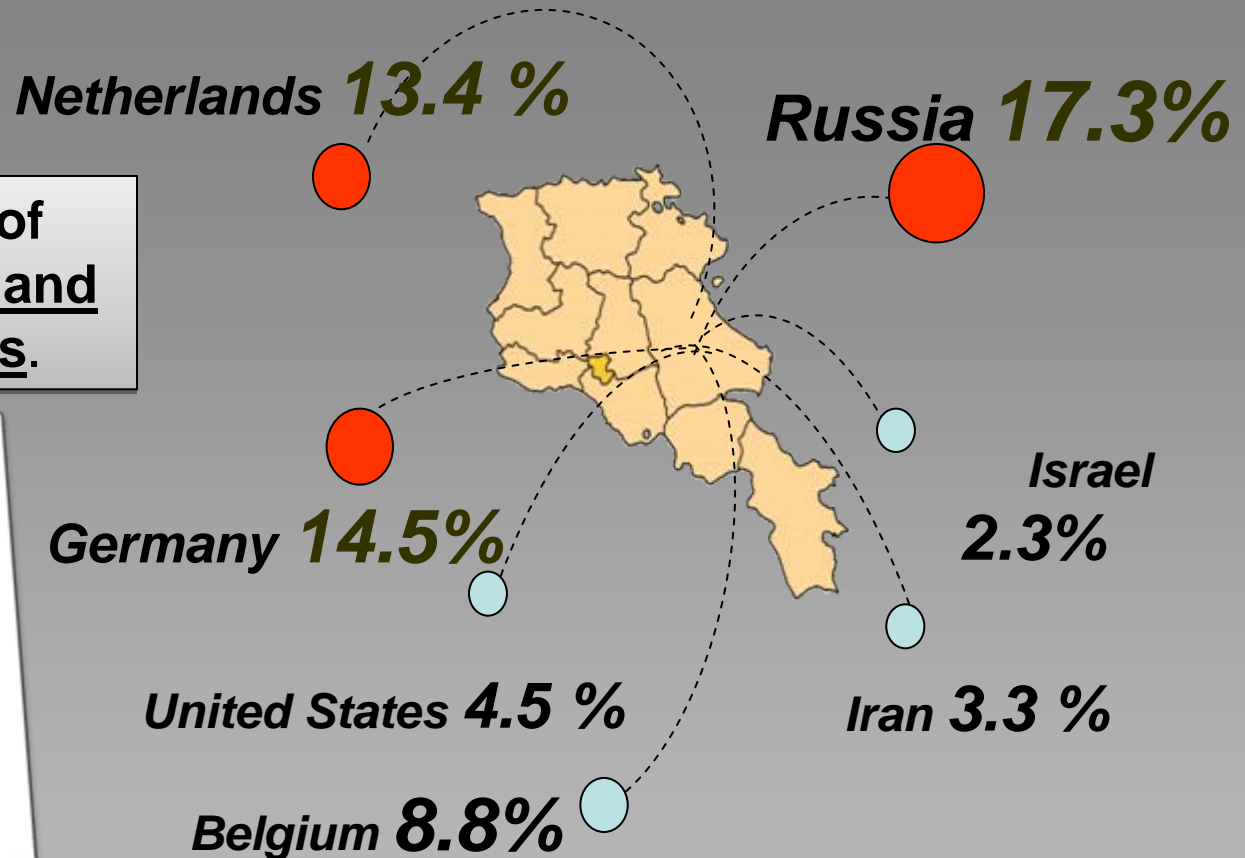 Netherlands 13.4 %
Russia 17.3%
of
and
s.
Germany 14.5%
Israel
2.3%
United States 4.5 %
Iran 3.3 %
Belgium 8.8%